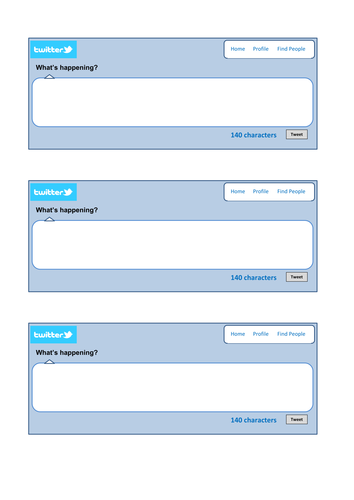 twitter
Home Profile Find People
What's happening?
140 characters Tweet
twitter
Home Profile Find People
What's happening?
140 characters Tweet
twitter
Home Profile Find People
What's happening?
140 characters Tweet